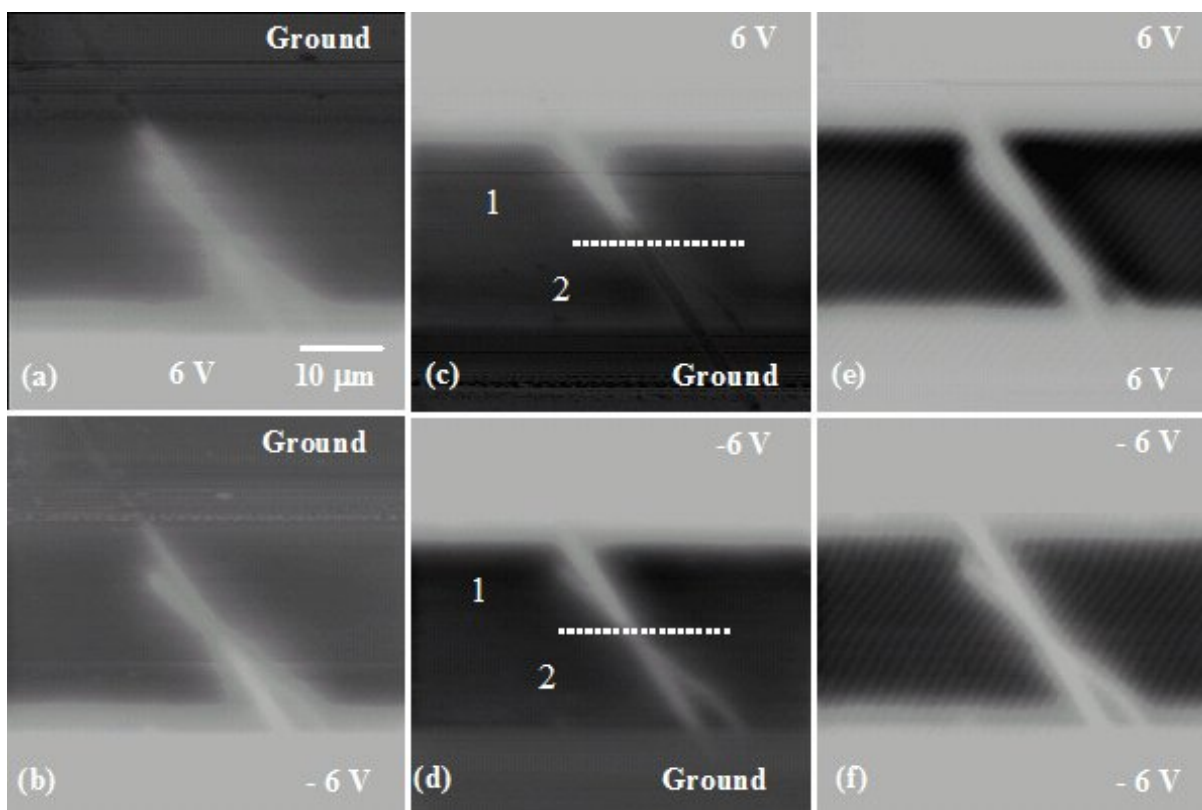 Ground
6 V
(a)
10 μm
6 V
1
2
(c)
Ground
6 V
(e)
6 V
Ground
(b)
- 6 V
-6 V
1
2
(d)
Ground
- 6 V
(f)
- 6 V